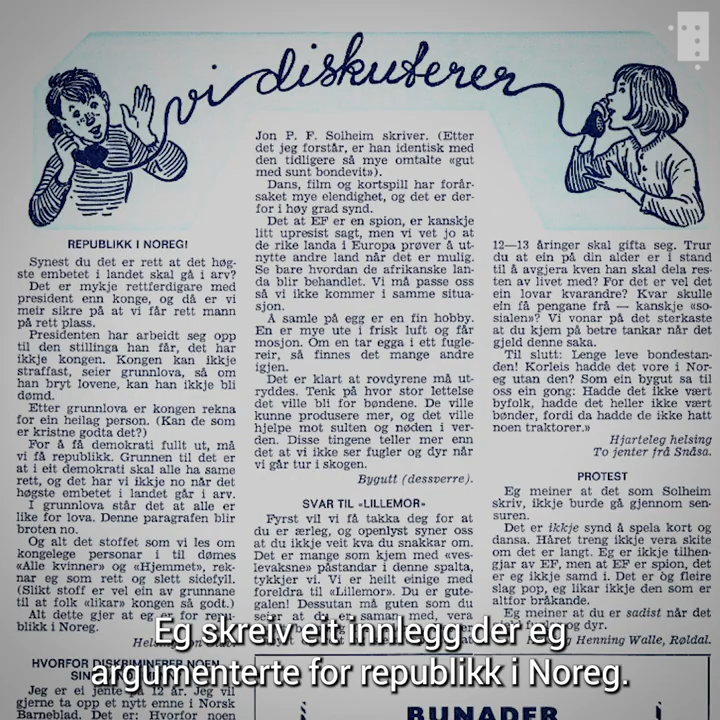 vi diskuterer
REPUBLIKK I NOREG!
Synest du det er rett at det høg-
ste embetet i landet skal gå i arv?
Det er mykje rettferdigare med
president enn konge, og då er vi
meir sikre på at vi får rett mann
på rett plass.
Presidenten har arbeidt seg opp
til den stillinga han får, det har
ikkje kongen. Kongen kan ikkje
straffast, seier grunnlova, så om
han bryt lovene, kan han ikkje bli
dømd.
Etter grunnlova er kongen rekna
for ein heilag person. (Kan de som
er kristne godta det?)
For å få demokrati fullt ut, må
vi få republikk. Grunnen til det er
at i eit demokrati skal alle ha same
rett, og det har vi ikkje no når det
høgste embetet i landet går i arv.
I grunnlova står det at alle er
like for lova. Denne paragrafen blir
broten no.
Og alt det stoffet som vi les om
kongelege personar i til dømes
«Alle kvinner» og «Hjemmet», rek-
nar eg som rett og slett sidefyll.
(Slikt stoff er vel ein av grunnane
til at folk «likar» kongen så godt.)
Alt dette gjer at eg er for repu-
blikk i Noreg.
HVORFOR DISKRIMINERER NOEN
Jeg er ei jente på 12 år. Jeg vil
gjerne ta opp et nytt emne i Norsk
Barneblad. Det er: Hvorfor noen
Jon P. F. Solheim skriver. (Etter
det jeg forstår, er han identisk med
den tidligere så mye omtalte «gut
med sunt bondevit»).
Dans, film og kortspill har forår-
saket mye elendighet, og det er der-
for i høy grad synd.
Det at EF er en spion, er kanskje
litt upresist sagt, men vi vet jo at
de rike landa i Europa prøver å ut-
nytte andre land når det er mulig.
Se bare hvordan de afrikanske lan-
da blir behandlet. Vi må passe oss
så vi ikke kommer i samme situa-
sjon.
Å samle på egg er en fin hobby.
En er mye ute i frisk luft og får
mosjon. Om en tar egga i ett fugle-
reir, så finnes det mange andre
igjen.
Det er klart at rovdyrene må ut-
ryddes. Tenk på hvor stor lettelse
det ville bli for bøndene. De ville
kunne produsere mer, og det ville
hjelpe mot sulten og nøden i ver-
den. Disse tingene teller mer enn
det at vi ikke ser fugler og dyr når
vi går tur i skogen.
Bygutt (dessverre).
SVAR TIL «LILLEMOR»
Fyrst vil vi få takka deg for at
du er ærleg, og openlyst syner oss
at du ikkje veit kva du snakkar om.
Det er mange som kjem med «ves-
levaksne» påstandar i denne spalta,
tykkjer vi. Vi er heilt einige med
foreldra til «Lillemor». Du er gute-
galen! Dessutan må guten som du
seier at du er saman med, vera
12—13 åringer skal gifta seg. Trur
du at ein på din alder er i stand
til å avgjera kven han skal dela res-
ten av livet med? For det er vel det
ein lovar kvarandre? Kvar skulle
ein få pengane frå — kanskje «so-
sialen»? Vi vonar på det sterkaste
at du kjem på betre tankar når det
gjeld denne saka.
Til slutt: Lenge leve bondestan-
den! Korleis hadde det vore i Nor-
eg utan den? Som ein bygut sa til
oss ein gong: Hadde det ikke vært
byfolk, hadde det heller ikke vært
bønder, fordi da hadde de ikke hatt
noen traktorer.»
Hjarteleg helsing
To jenter frå Snåsa.
PROTEST
Eg meiner at det som Solheim
skriv, ikkje burde gå gjennom sen-
suren.
Det er ikkje synd å spela kort og
dansa. Håret treng ikkje vera skite
om det er langt. Eg er ikkje tilhen-
gjar av EF, men at EF er spion, det
er eg ikkje samd i. Det er òg fleire
slag pop, eg likar ikkje den som er
altfor bråkande.
Eg meiner at du er sadist når det
og dyr.
Henning Walle, Røldal.
BUNADER
Eg skreiv eit innlegg der eg
argumenterte for republikk i Noreg.